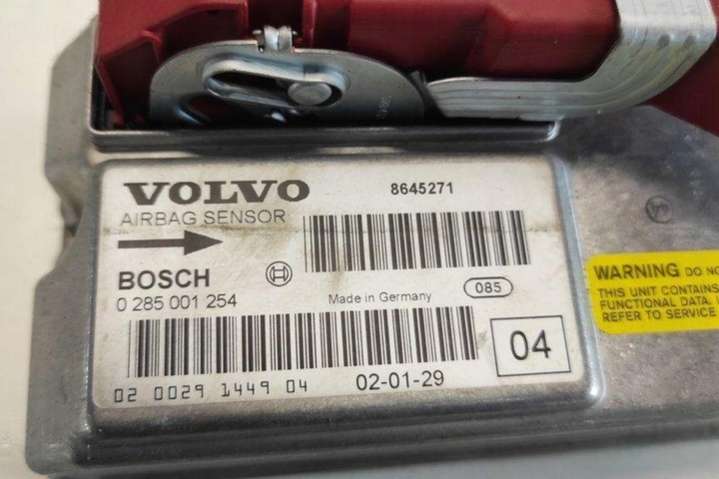 VOLVO 8645271
AIRBAG SENSOR
BOSCH
0 285 001 254 Made in Germany 085
04
02 0029 1449 04 02-01-29
WARNING DO NO
THIS UNIT CONTAINS
FUNCTIONAL DATA.
REFER TO SERVICE